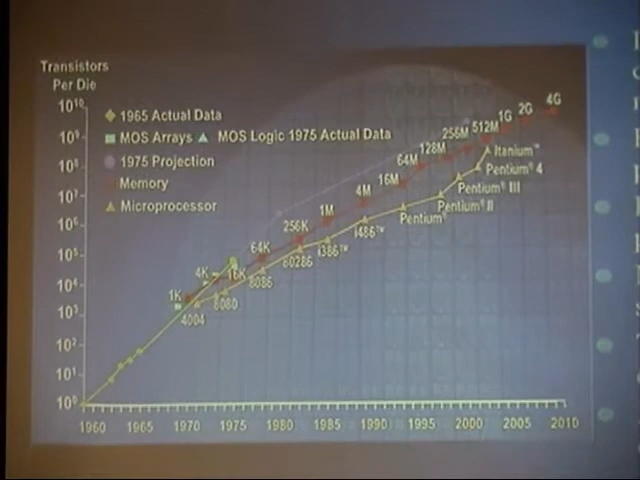 Transistors
Per Die
10¹⁰
10⁹
10⁸
10⁷
10⁶
10⁵
10⁴
10³
10²
10¹
10⁰
1965 Actual Data
MOS Arrays MOS Logic 1975 Actual Data
1975 Projection
Memory
Microprocessor
1K
4K
16K
64K
256K
1M
4M
16M
64M
128M
256M
512M
1G
2G
4G
4004
8080
8086
80286
i386™
i486™
Pentium®
Pentium® II
Pentium® III
Pentium® 4
Itanium™
1960 1965 1970 1975 1980 1985 1990 1995 2000 2005 2010